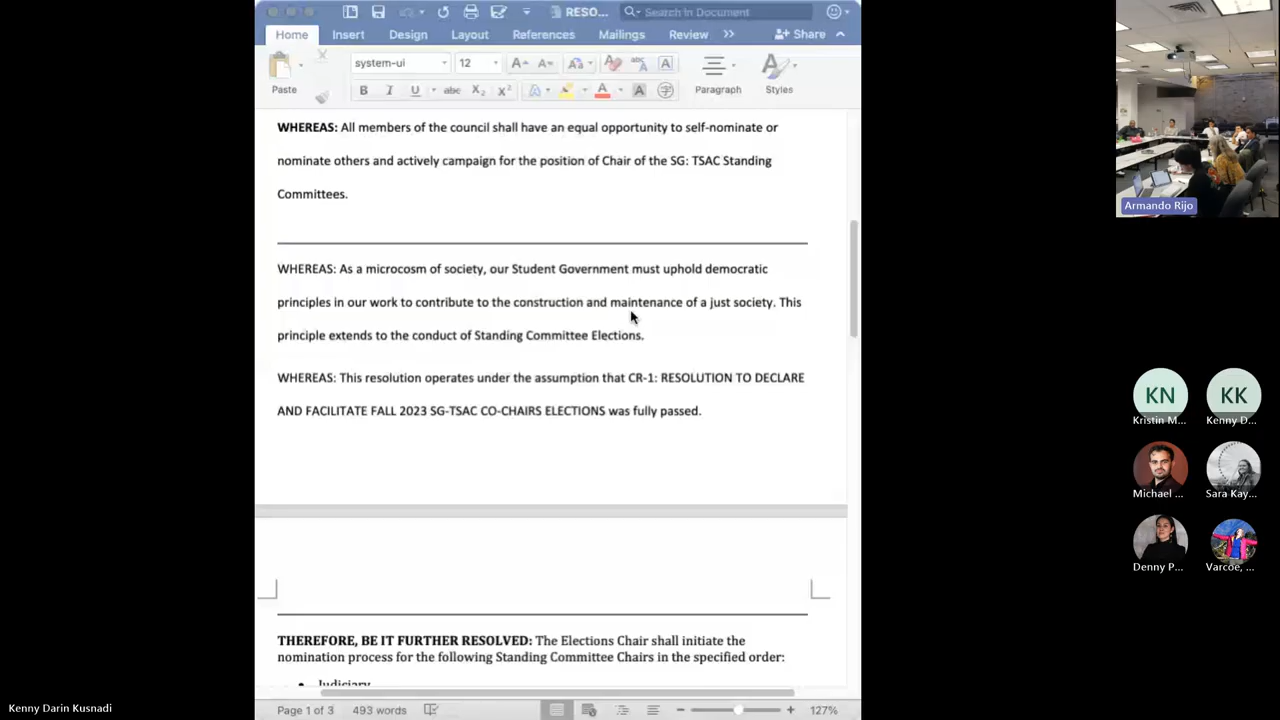 RESO...
Search in Document
Home
Insert
Design
Layout
References
Mailings
Review
Share
system-ui
12
Paste
Paragraph
Styles
WHEREAS: All members of the council shall have an equal opportunity to self-nominate or
nominate others and actively campaign for the position of Chair of the SG: TSAC Standing
Committees.
WHEREAS: As a microcosm of society, our Student Government must uphold democratic
principles in our work to contribute to the construction and maintenance of a just society. This
principle extends to the conduct of Standing Committee Elections.
WHEREAS: This resolution operates under the assumption that CR-1: RESOLUTION TO DECLARE
AND FACILITATE FALL 2023 SG-TSAC CO-CHAIRS ELECTIONS was fully passed.
THEREFORE, BE IT FURTHER RESOLVED: The Elections Chair shall initiate the
nomination process for the following Standing Committee Chairs in the specified order:
• Judiciary
Page 1 of 3
493 words
127%
Armando Rijo
KN
KK
Kristin M...
Kenny D...
Michael ...
Sara Kay...
Denny P...
Varcoe, ...
Kenny Darin Kusnadi